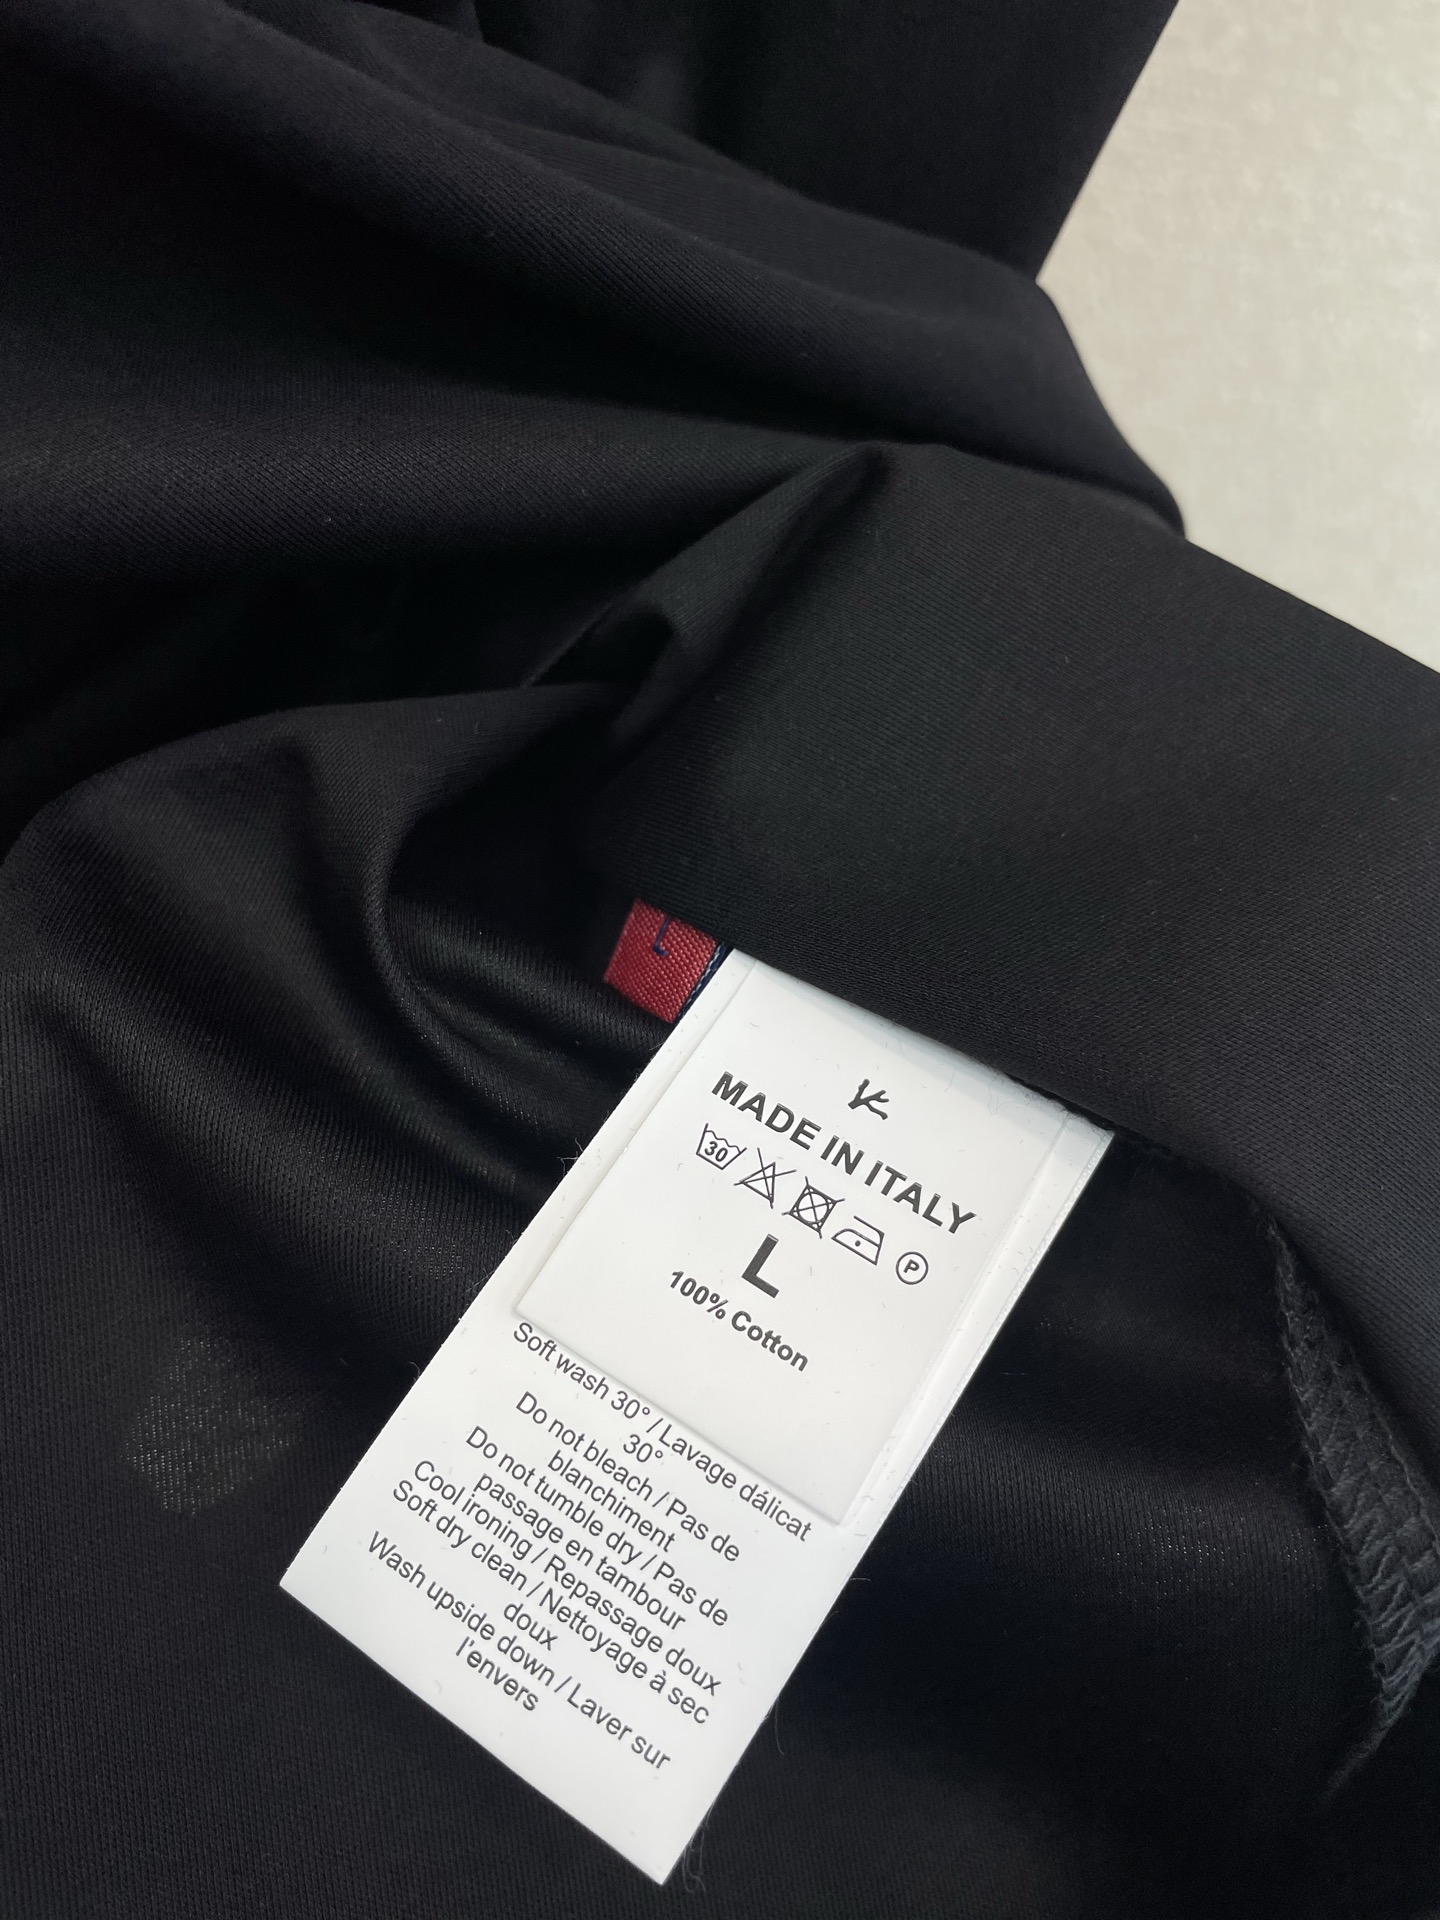 L
MADE IN ITALY
30
P
L
100% Cotton
Soft wash 30° / Lavage dálicat
30°
Do not bleach / Pas de
blanchiment
Do not tumble dry / Pas de
passage en tambour
Cool ironing / Repassage doux
Soft dry clean / Nettoyage à sec
doux
Wash upside down / Laver sur
l'envers